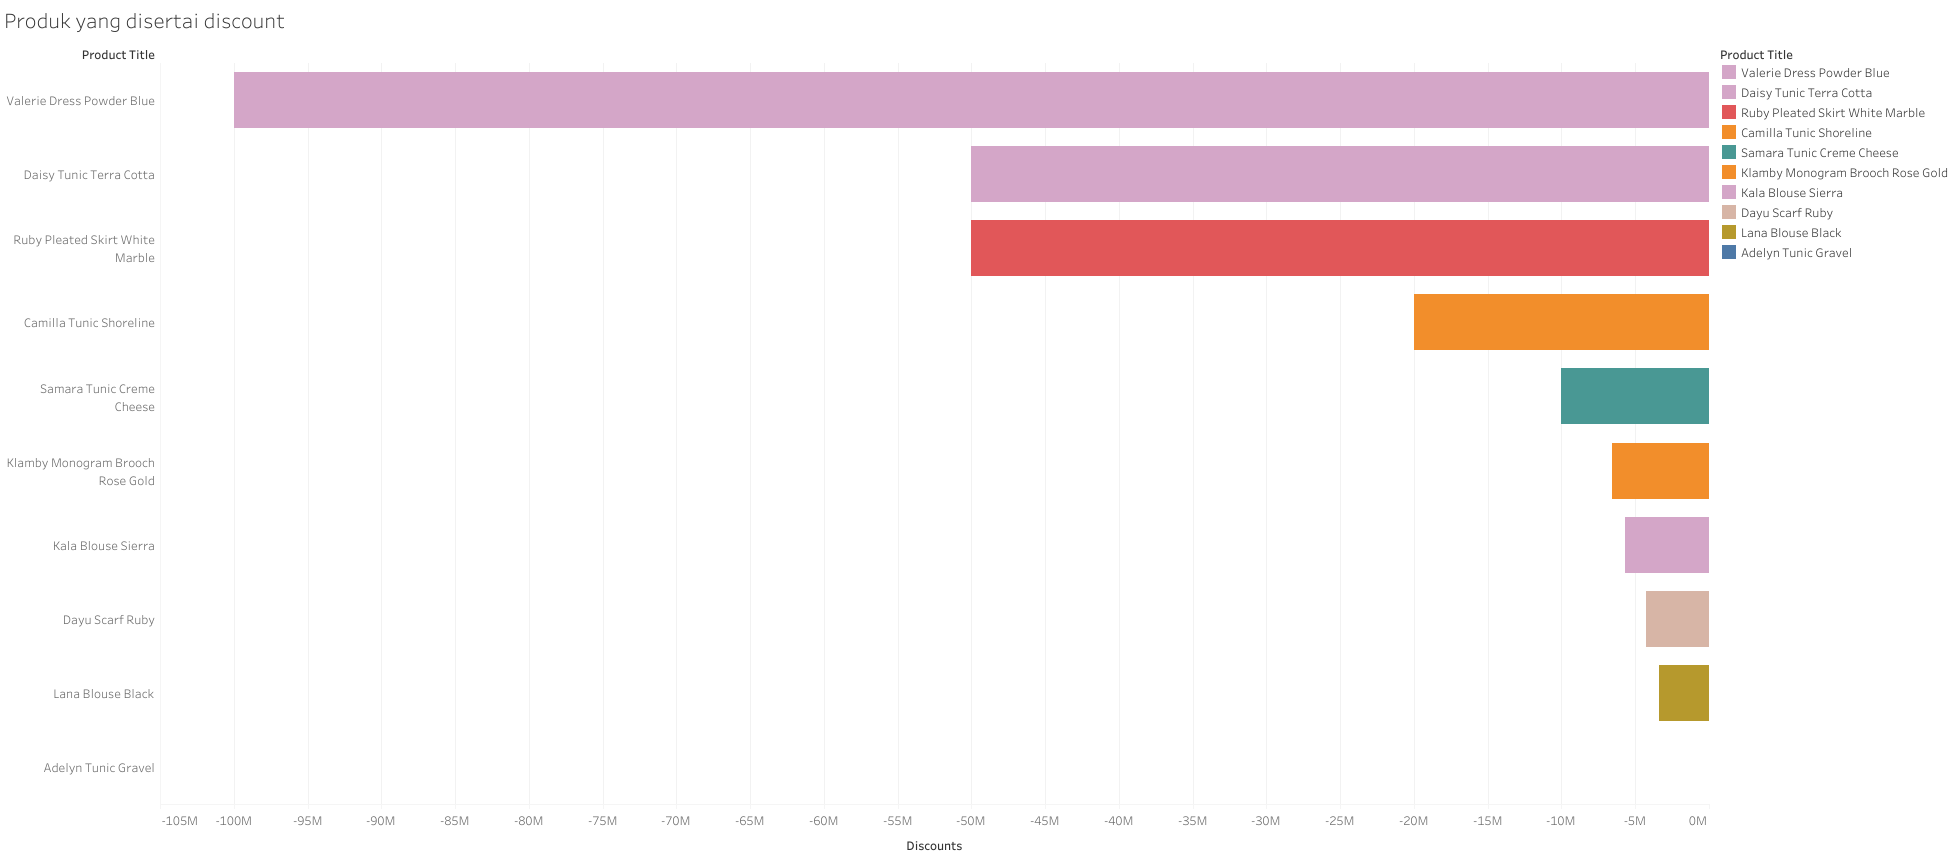 Produk yang disertai discount
Product Title
Valerie Dress Powder Blue
Daisy Tunic Terra Cotta
Ruby Pleated Skirt White
Marble
Camilla Tunic Shoreline
Samara Tunic Creme
Cheese
Klamby Monogram Brooch
Rose Gold
Kala Blouse Sierra
Dayu Scarf Ruby
Lana Blouse Black
Adelyn Tunic Gravel
-105M -100M -95M -90M -85M -80M -75M -70M -65M -60M -55M -50M -45M -40M -35M -30M -25M -20M -15M -10M -5M 0M
Discounts
Product Title
Valerie Dress Powder Blue
Daisy Tunic Terra Cotta
Ruby Pleated Skirt White Marble
Camilla Tunic Shoreline
Samara Tunic Creme Cheese
Klamby Monogram Brooch Rose Gold
Kala Blouse Sierra
Dayu Scarf Ruby
Lana Blouse Black
Adelyn Tunic Gravel